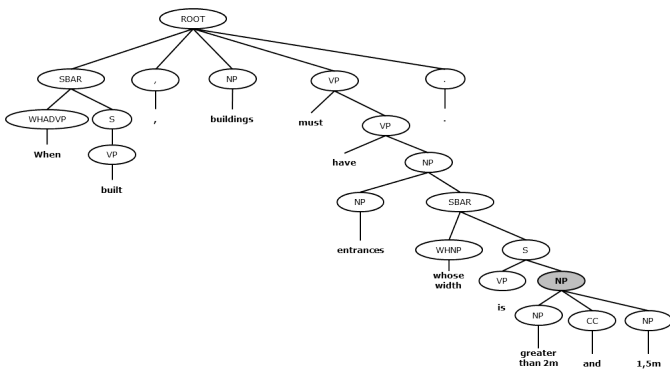 ROOT
SBAR , NP VP .
WHADVP S , buildings must VP .
When VP have NP
built NP SBAR
entrances WHNP S
whose width VP NP
is NP CC NP
greater than 2m and 1,5m